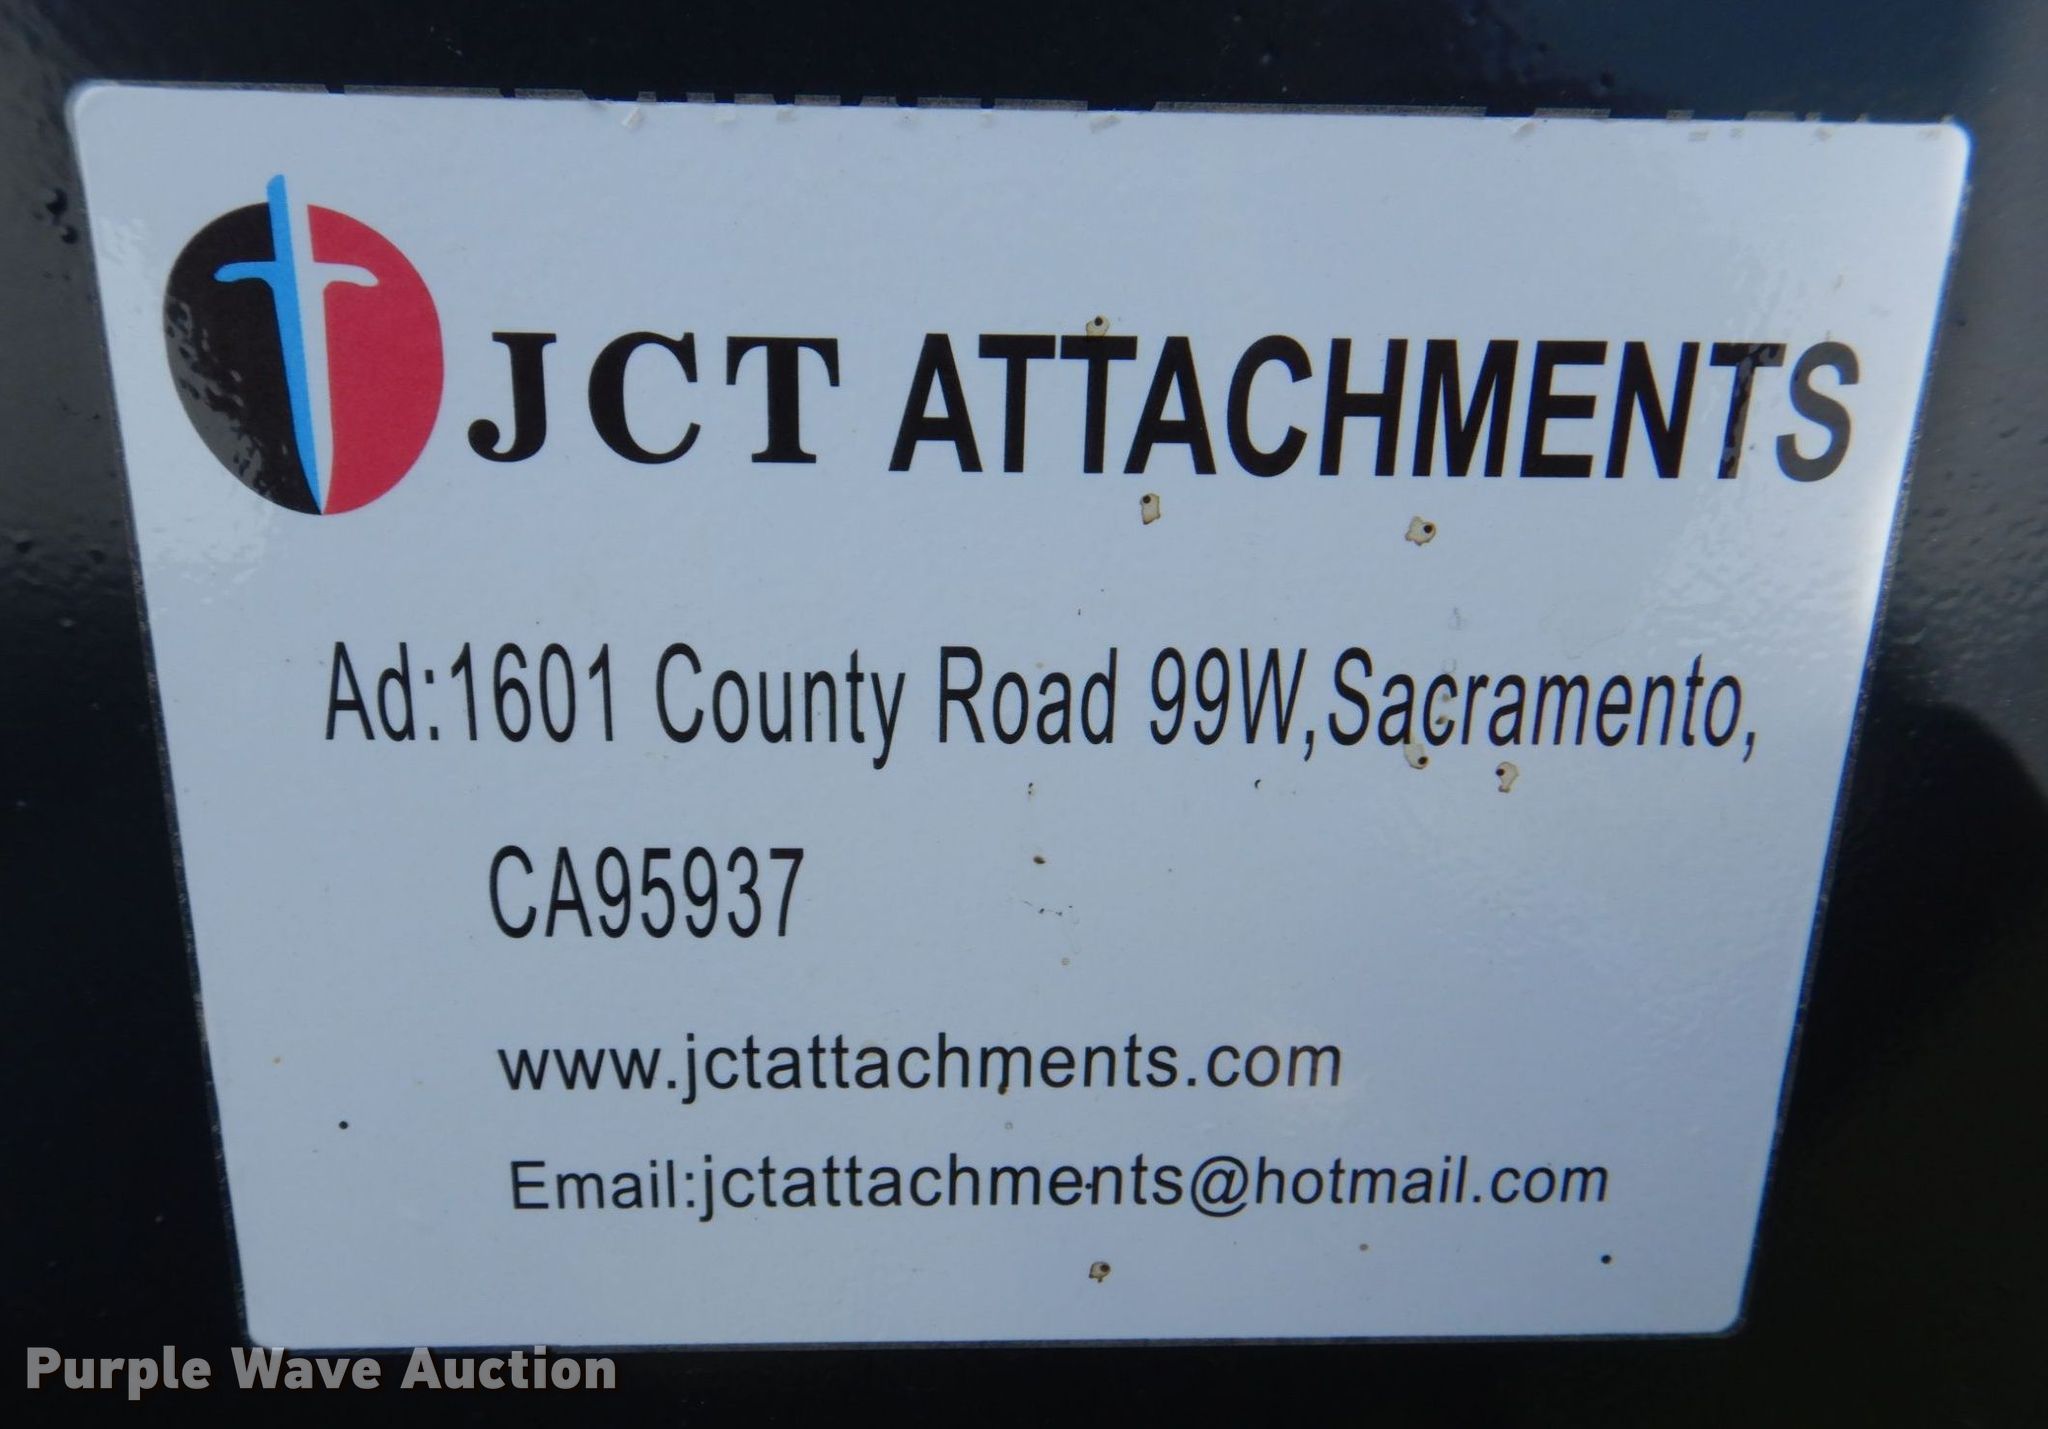 JCT ATTACHMENTS
Ad:1601 County Road 99W,Sacramento,
CA95937
www.jctattachments.com
Email:jctattachments@hotmail.com
Purple Wave Auction